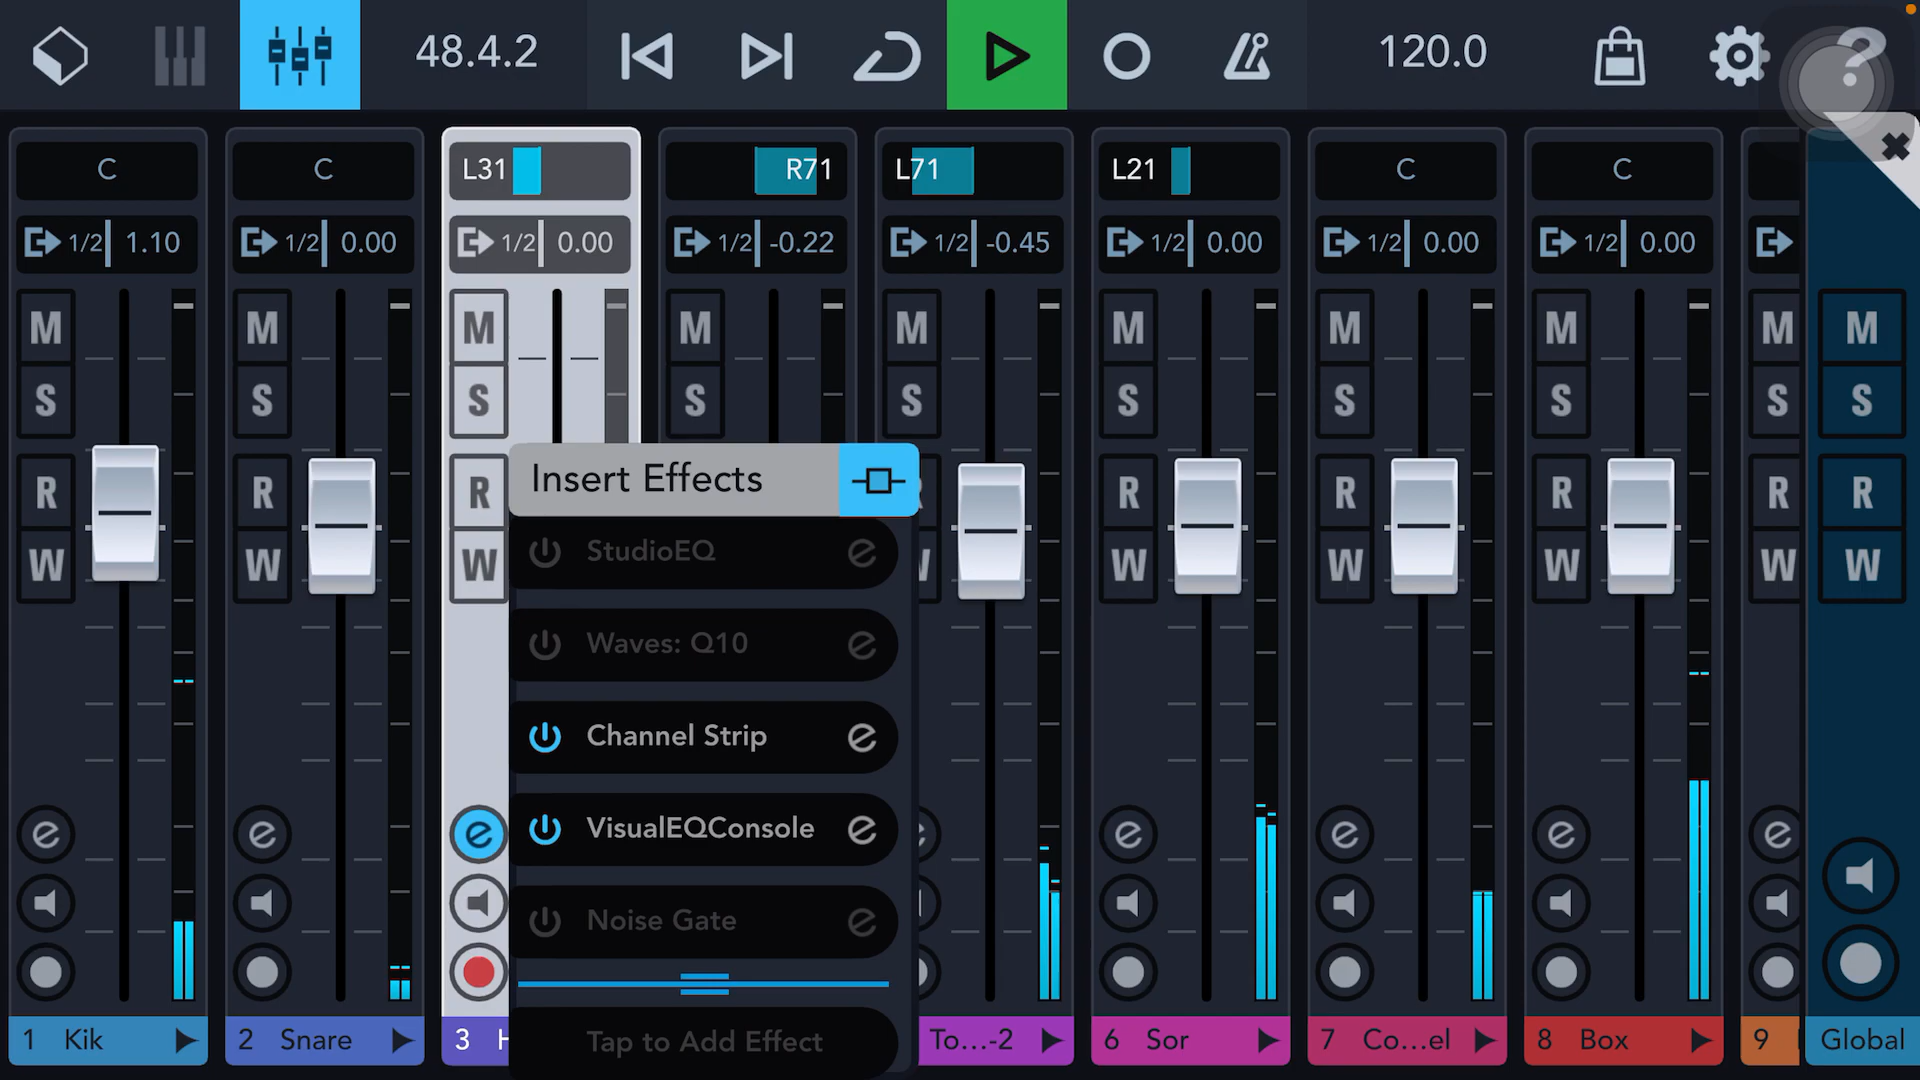 48.4.2 120.0 ?
C C L31 R71 L71 L21 C C
1/2 1.10 1/2 0.00 1/2 0.00 1/2 -0.22 1/2 -0.45 1/2 0.00 1/2 0.00 1/2 0.00
M M M M M M M M M M
S S S S S S S S S S
R R R R R R R R
W W W W W W W W
Insert Effects
StudioEQ e
Waves: Q10 e
Channel Strip e
VisualEQConsole e
Noise Gate e
Tap to Add Effect
e e e e e e e
1 Kik 2 Snare 3 To...-2 6 Sor 7 Co...el 8 Box 9 Global